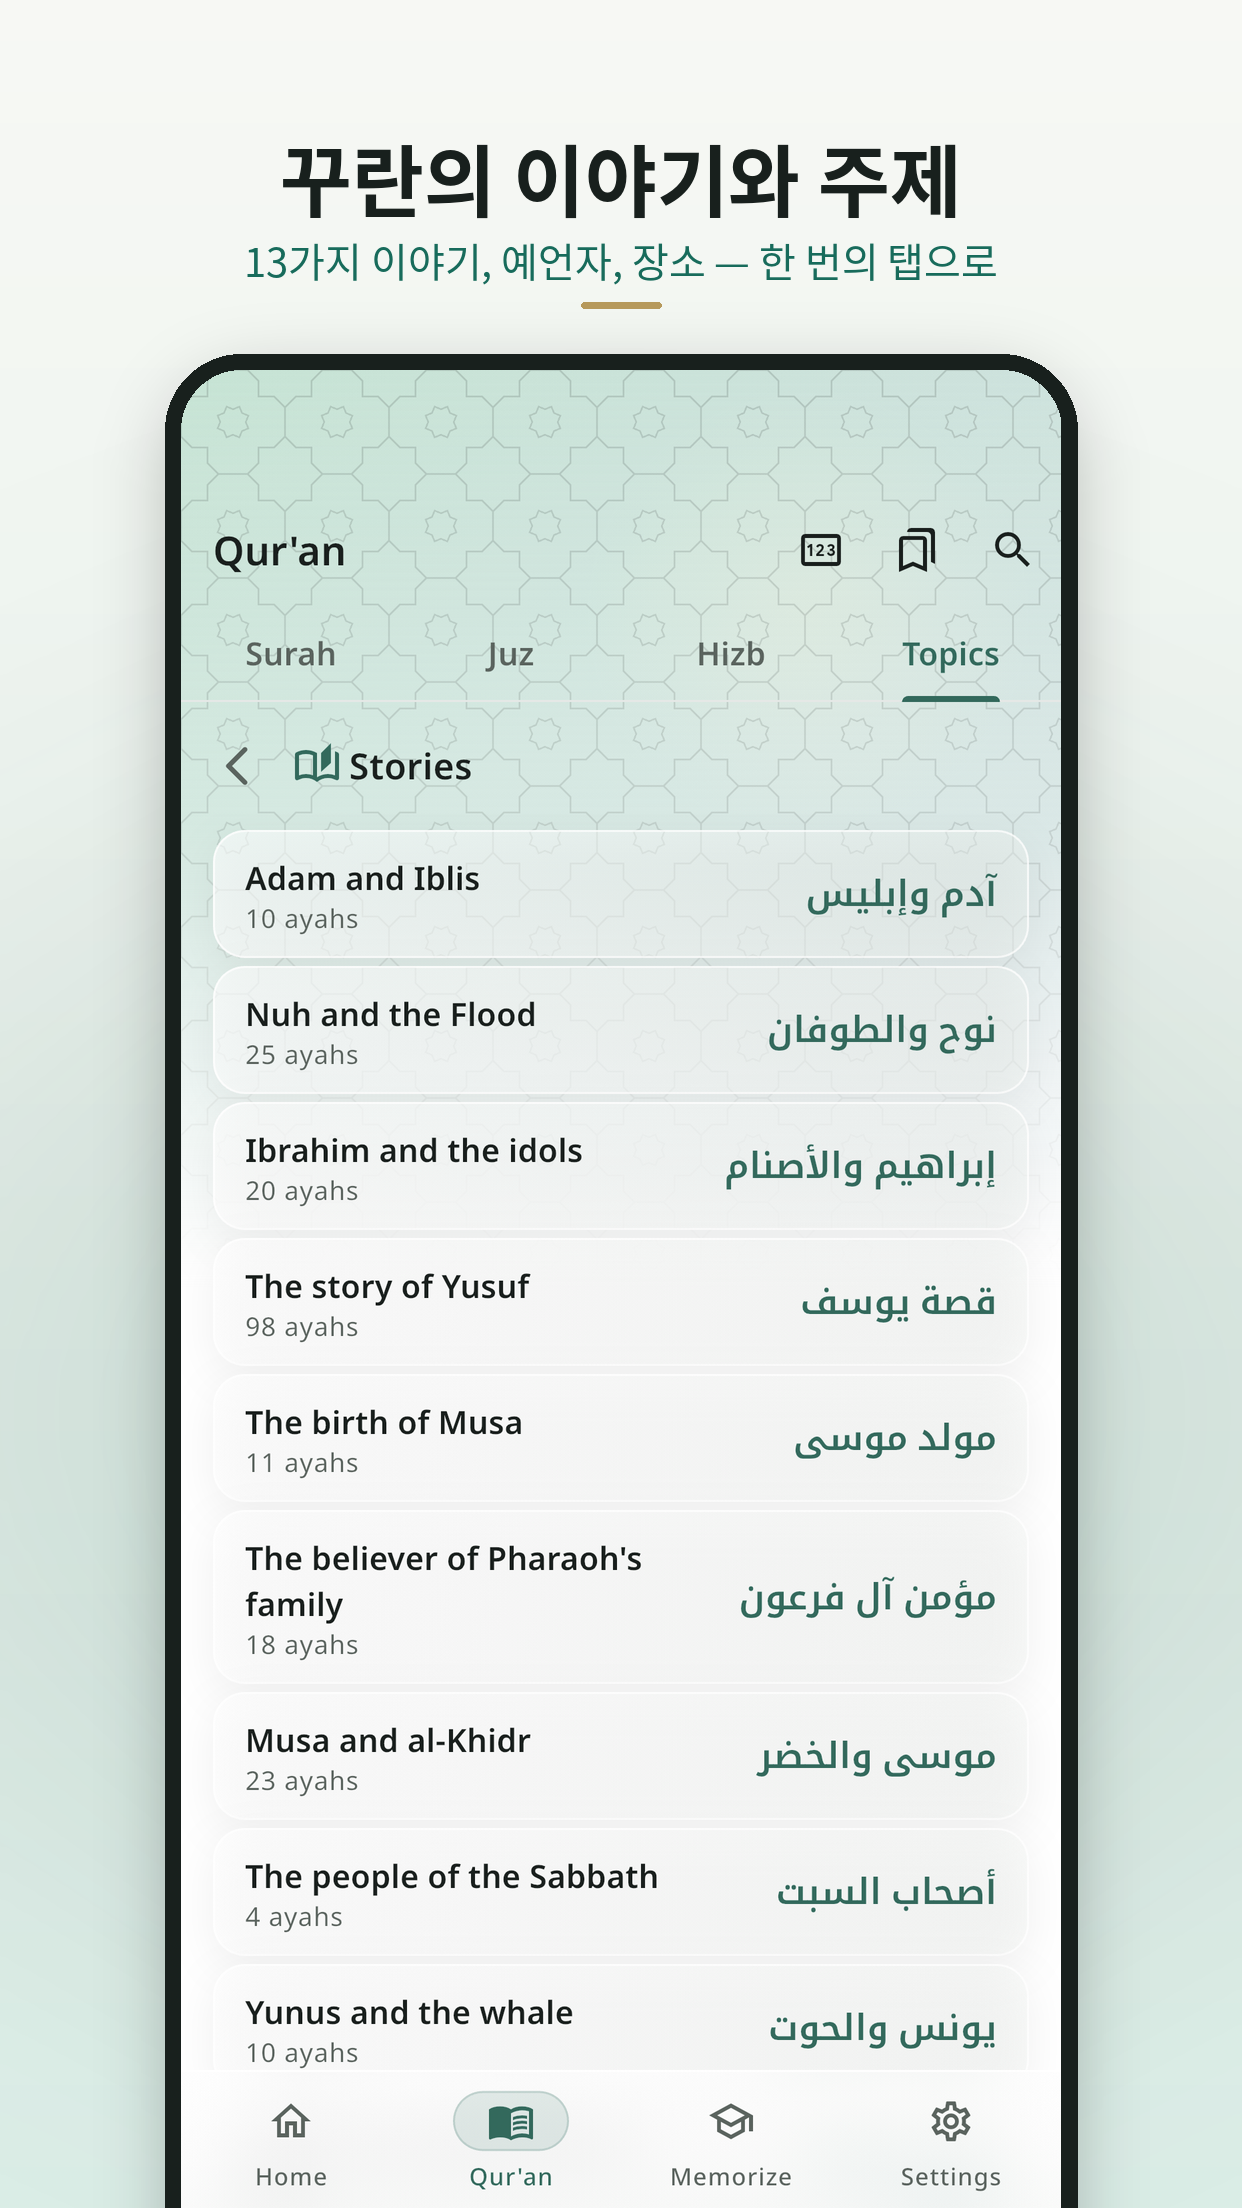 꾸란의 이야기와 주제
13가지 이야기, 예언자, 장소 — 한 번의 탭으로
Qur'an
123
Surah
Juz
Hizb
Topics
Stories
Adam and Iblis
10 ayahs
آدم وإبليس
Nuh and the Flood
25 ayahs
نوح والطوفان
Ibrahim and the idols
20 ayahs
إبراهيم والأصنام
The story of Yusuf
98 ayahs
قصة يوسف
The birth of Musa
11 ayahs
مولد موسى
The believer of Pharaoh's
family
18 ayahs
مؤمن آل فرعون
Musa and al-Khidr
23 ayahs
موسى والخضر
The people of the Sabbath
4 ayahs
أصحاب السبت
Yunus and the whale
10 ayahs
يونس والحوت
Home
Qur'an
Memorize
Settings